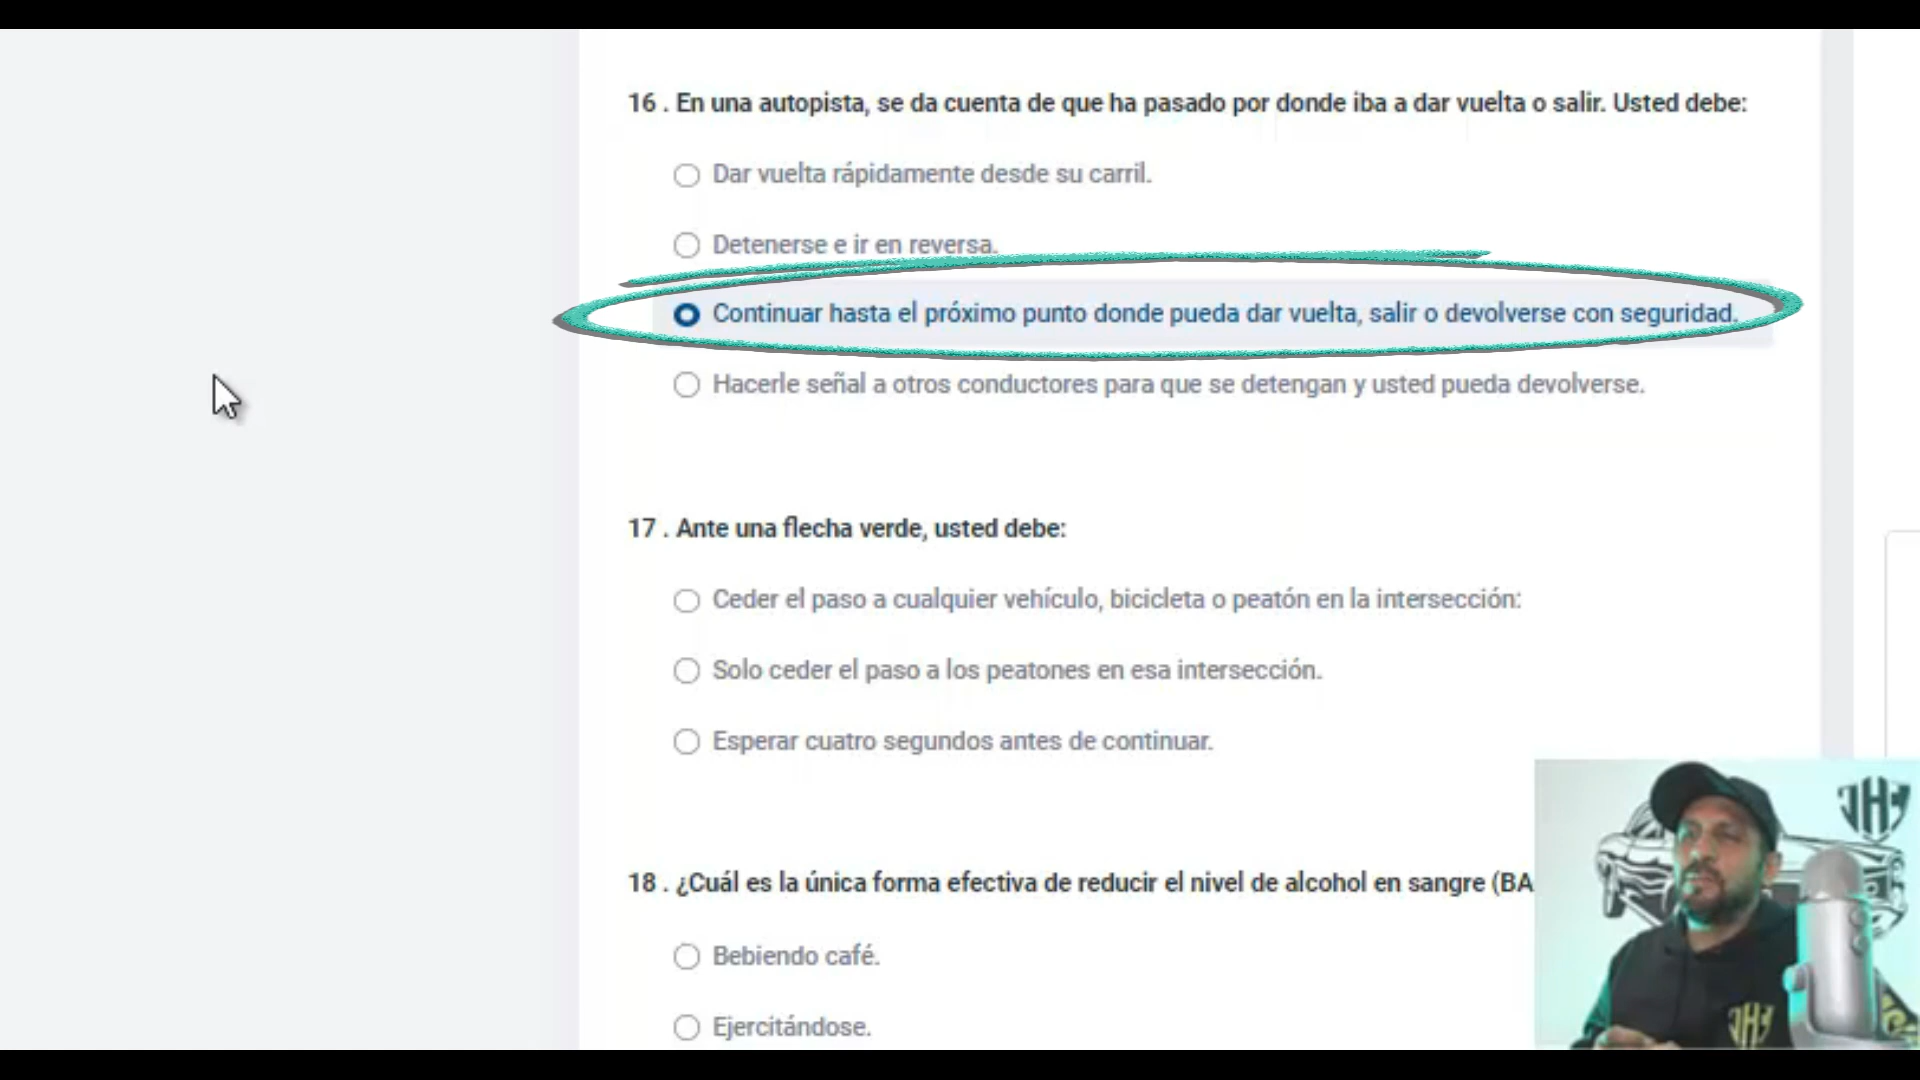 16 . En una autopista, se da cuenta de que ha pasado por donde iba a dar vuelta o salir. Usted debe:
Dar vuelta rápidamente desde su carril.
Detenerse e ir en reversa.
Continuar hasta el próximo punto donde pueda dar vuelta, salir o devolverse con seguridad.
Hacerle señal a otros conductores para que se detengan y usted pueda devolverse.
17 . Ante una flecha verde, usted debe:
Ceder el paso a cualquier vehículo, bicicleta o peatón en la intersección:
Solo ceder el paso a los peatones en esa intersección.
Esperar cuatro segundos antes de continuar.
18 . ¿Cuál es la única forma efectiva de reducir el nivel de alcohol en sangre (BA
Bebiendo café.
Ejercitándose.